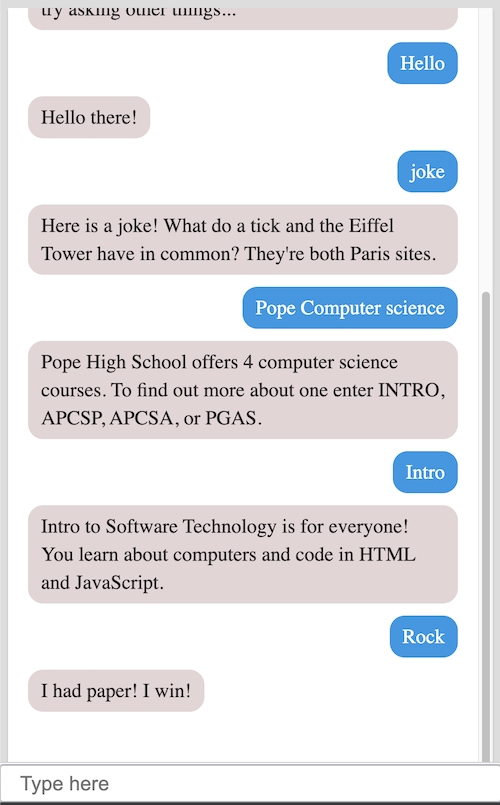 try asking other things...
Hello
Hello there!
joke
Here is a joke! What do a tick and the Eiffel
Tower have in common? They're both Paris sites.
Pope Computer science
Pope High School offers 4 computer science
courses. To find out more about one enter INTRO,
APCSP, APCSA, or PGAS.
Intro
Intro to Software Technology is for everyone!
You learn about computers and code in HTML
and JavaScript.
Rock
I had paper! I win!
Type here